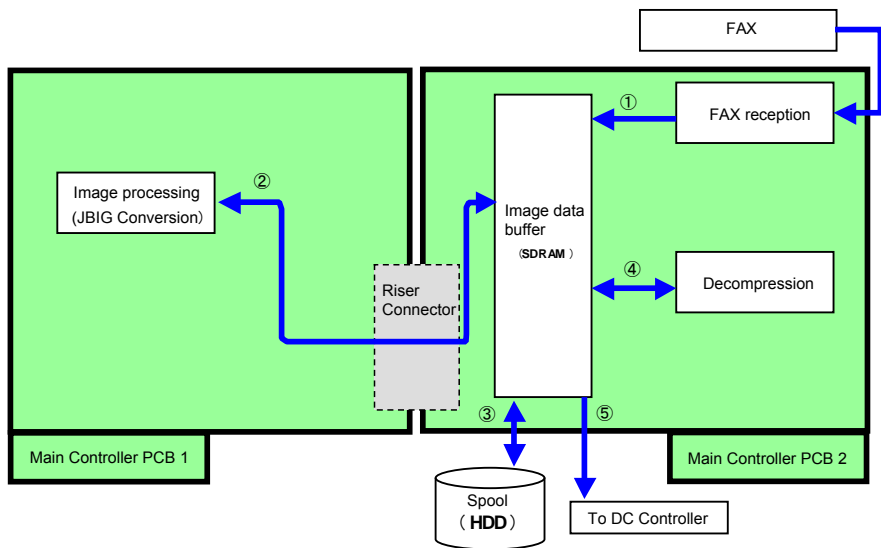 FAX
①
FAX reception
Image processing
(JBIG Conversion)
②
Image data
buffer
(SDRAM)
④
Decompression
Riser
Connector
③
⑤
Main Controller PCB 1
Main Controller PCB 2
Spool
(HDD)
To DC Controller